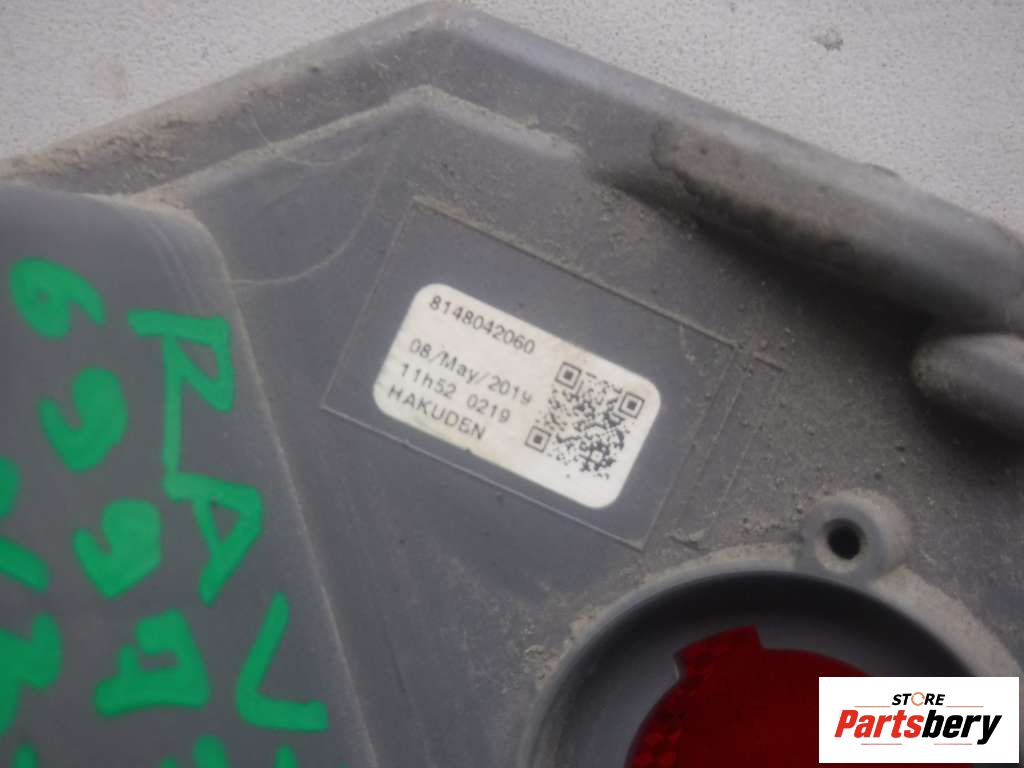 8148042060
08/May/2019
11h52 0219
HAKUDEN
RAV
STORE
Partsbery